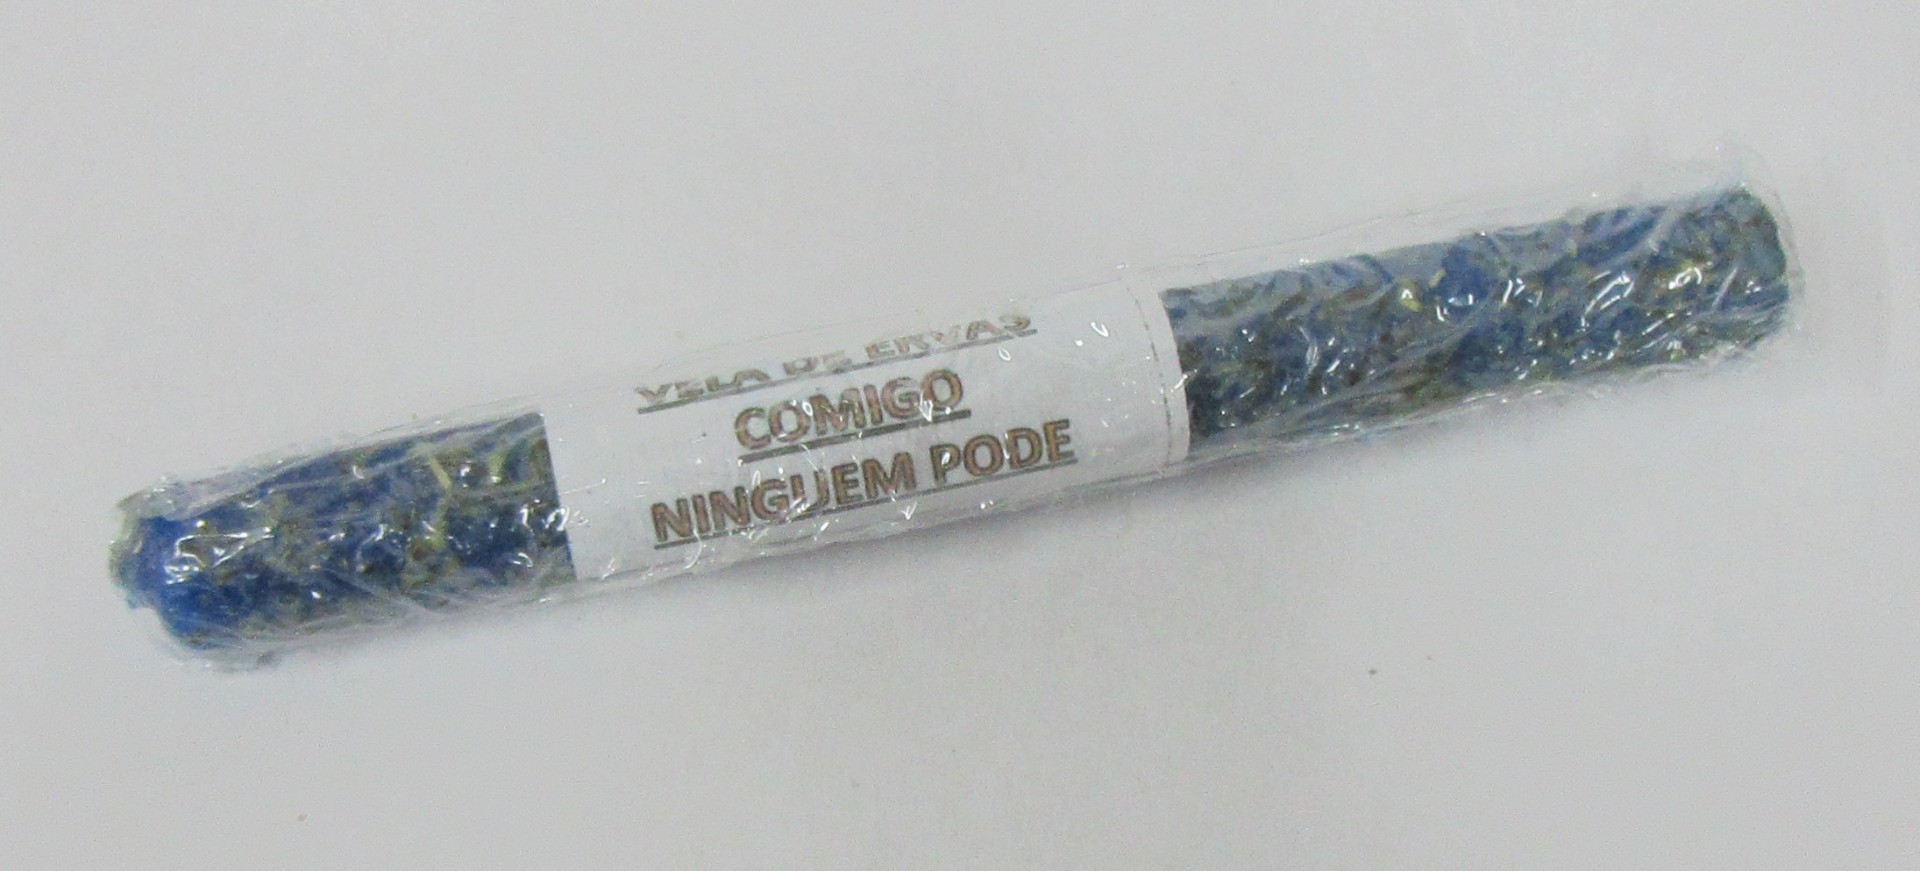 VELA DE ERVAS
COMIGO
NINGUEM PODE